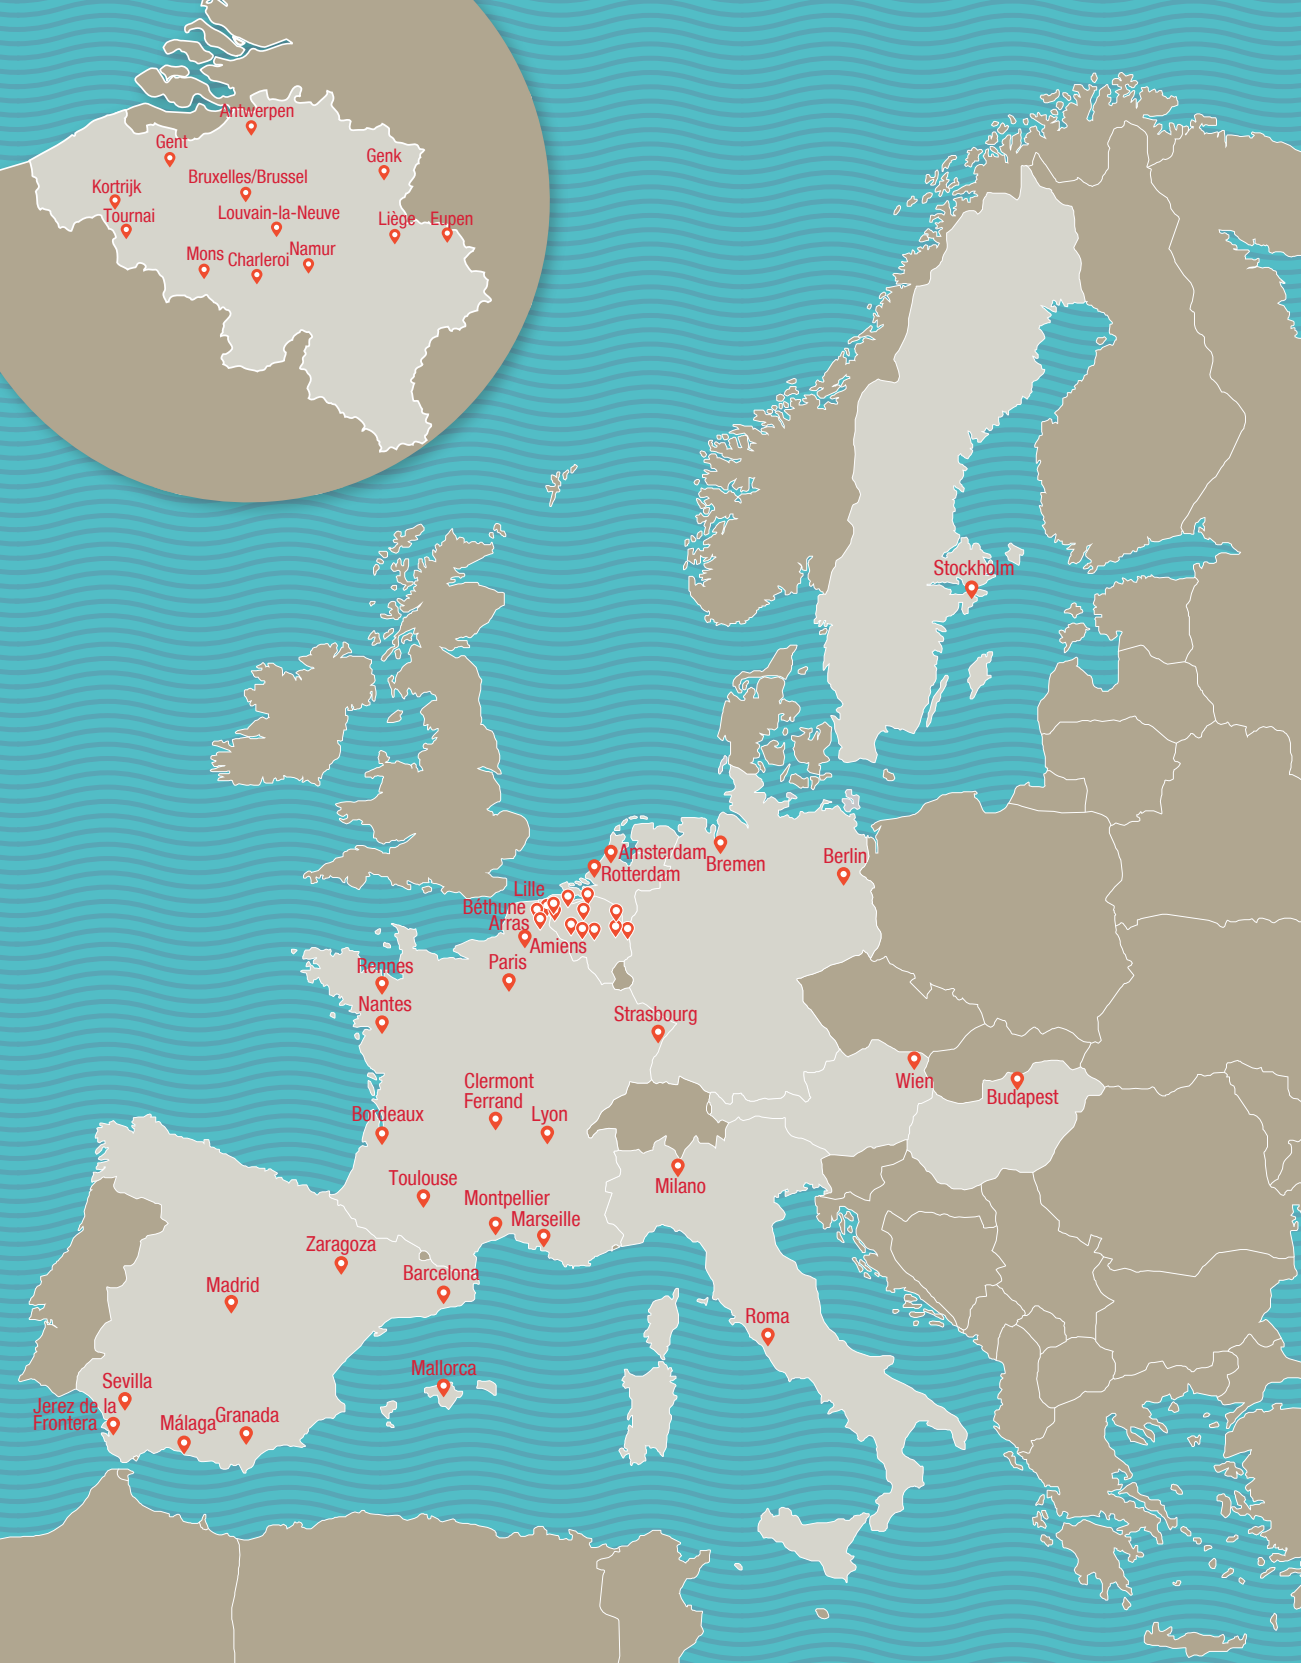 Antwerpen
Gent
Genk
Bruxelles/Brussel
Kortrijk
Tournai
Louvain-la-Neuve
Liège
Eupen
Mons
Charleroi
Namur
Stockholm
Amsterdam
Bremen
Berlin
Rotterdam
Lille
Béthune
Arras
Amiens
Rennes
Paris
Nantes
Strasbourg
Wien
Budapest
Clermont
Ferrand
Lyon
Bordeaux
Toulouse
Milano
Montpellier
Marseille
Zaragoza
Barcelona
Madrid
Roma
Mallorca
Sevilla
Jerez de la
Frontera
Málaga
Granada